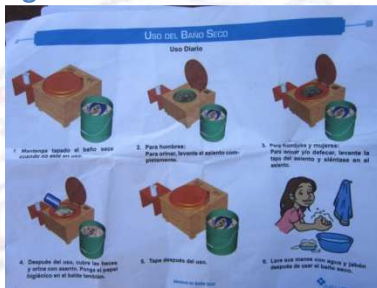 Uso del Baño Seco
Uso Diario
1. Mantenga tapado el baño seco
cuando no esté en uso.
2. Para hombres:
Para orinar, levante el asiento com-
pletamente.
3. Para hombres y mujeres:
Para orinar y/o defecar, levante la
tapa del asiento y siéntese en el
asiento.
4. Después del uso, cubre las heces
y orina con aserrín. Ponga el papel
higiénico en el balde también.
5. Tape después del uso.
6. Lave sus manos con agua y jabón
después de usar el baño seco.